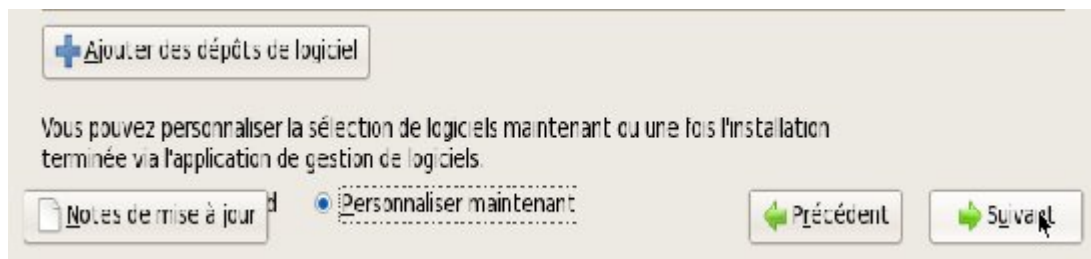 Ajouter des dépôts de logiciel
Vous pouvez personnaliser la sélection de logiciels maintenant ou une fois l'installation
terminée via l'application de gestion de logiciels.
Notes de mise à jour
Personnaliser maintenant
Précédent
Suivant